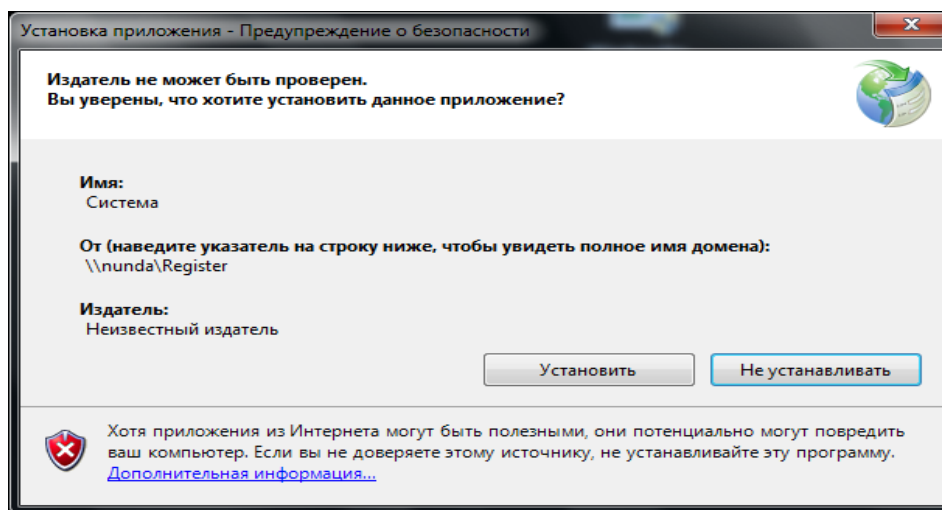 Установка приложения - Предупреждение о безопасности
Издатель не может быть проверен.
Вы уверены, что хотите установить данное приложение?
Имя:
Система
От (наведите указатель на строку ниже, чтобы увидеть полное имя домена):
\\nunda\Register
Издатель:
Неизвестный издатель
Установить
Не устанавливать
Хотя приложения из Интернета могут быть полезными, они потенциально могут повредить
ваш компьютер. Если вы не доверяете этому источнику, не устанавливайте эту программу.
Дополнительная информация...